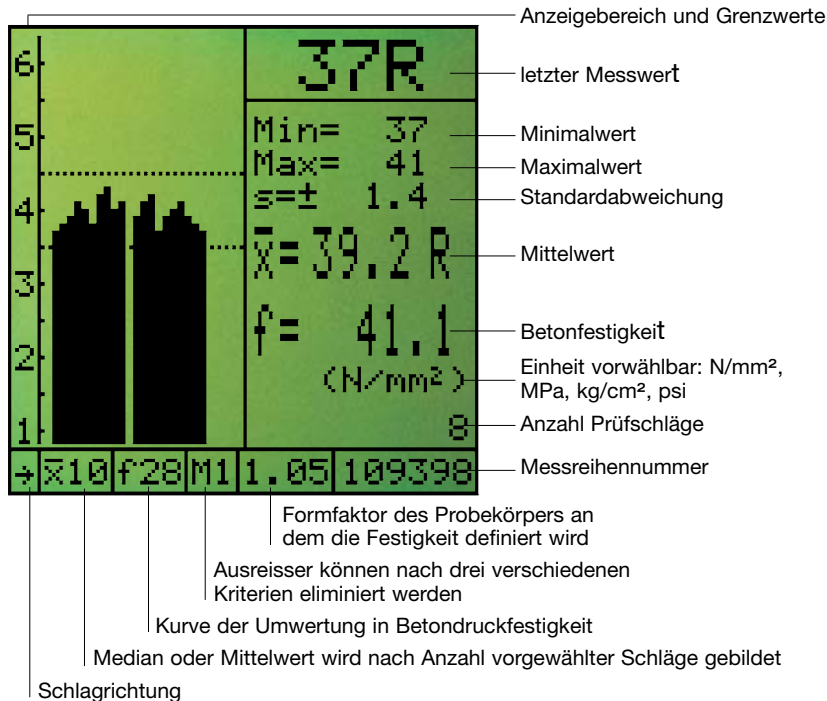 Anzeigebereich und Grenzwerte
6
37R
letzter Messwert
5
Min= 37
Minimalwert
Max= 41
Maximalwert
s=± 1.4
Standardabweichung
4
x̄=39.2 R
Mittelwert
3
f= 41.1
Betonfestigkeit
2
(N/mm²)
Einheit vorwählbar: N/mm²,
MPa, kg/cm², psi
1
8
Anzahl Prüfschläge
→ x̄10 f28 M1 1.05 109398
Messreihennummer
Formfaktor des Probekörpers an
dem die Festigkeit definiert wird
Ausreisser können nach drei verschiedenen
Kriterien eliminiert werden
Kurve der Umwertung in Betondruckfestigkeit
Median oder Mittelwert wird nach Anzahl vorgewählter Schläge gebildet
Schlagrichtung